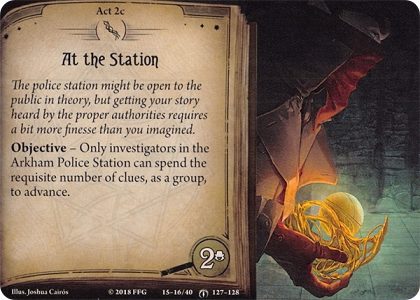 Act 2c
At the Station
The police station might be open to the
public in theory, but getting your story
heard by the proper authorities requires
a bit more finesse than you imagined.
Objective – Only investigators in the
Arkham Police Station can spend the
requisite number of clues, as a group,
to advance.
2
Illus. Joshua Cairós © 2018 FFG 15-16/40 127-128